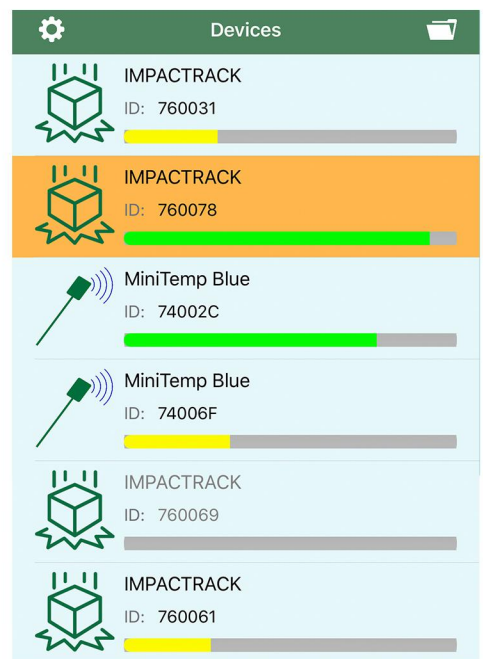 Devices
IMPACTRACK
ID: 760031
IMPACTRACK
ID: 760078
MiniTemp Blue
ID: 74002C
MiniTemp Blue
ID: 74006F
IMPACTRACK
ID: 760069
IMPACTRACK
ID: 760061